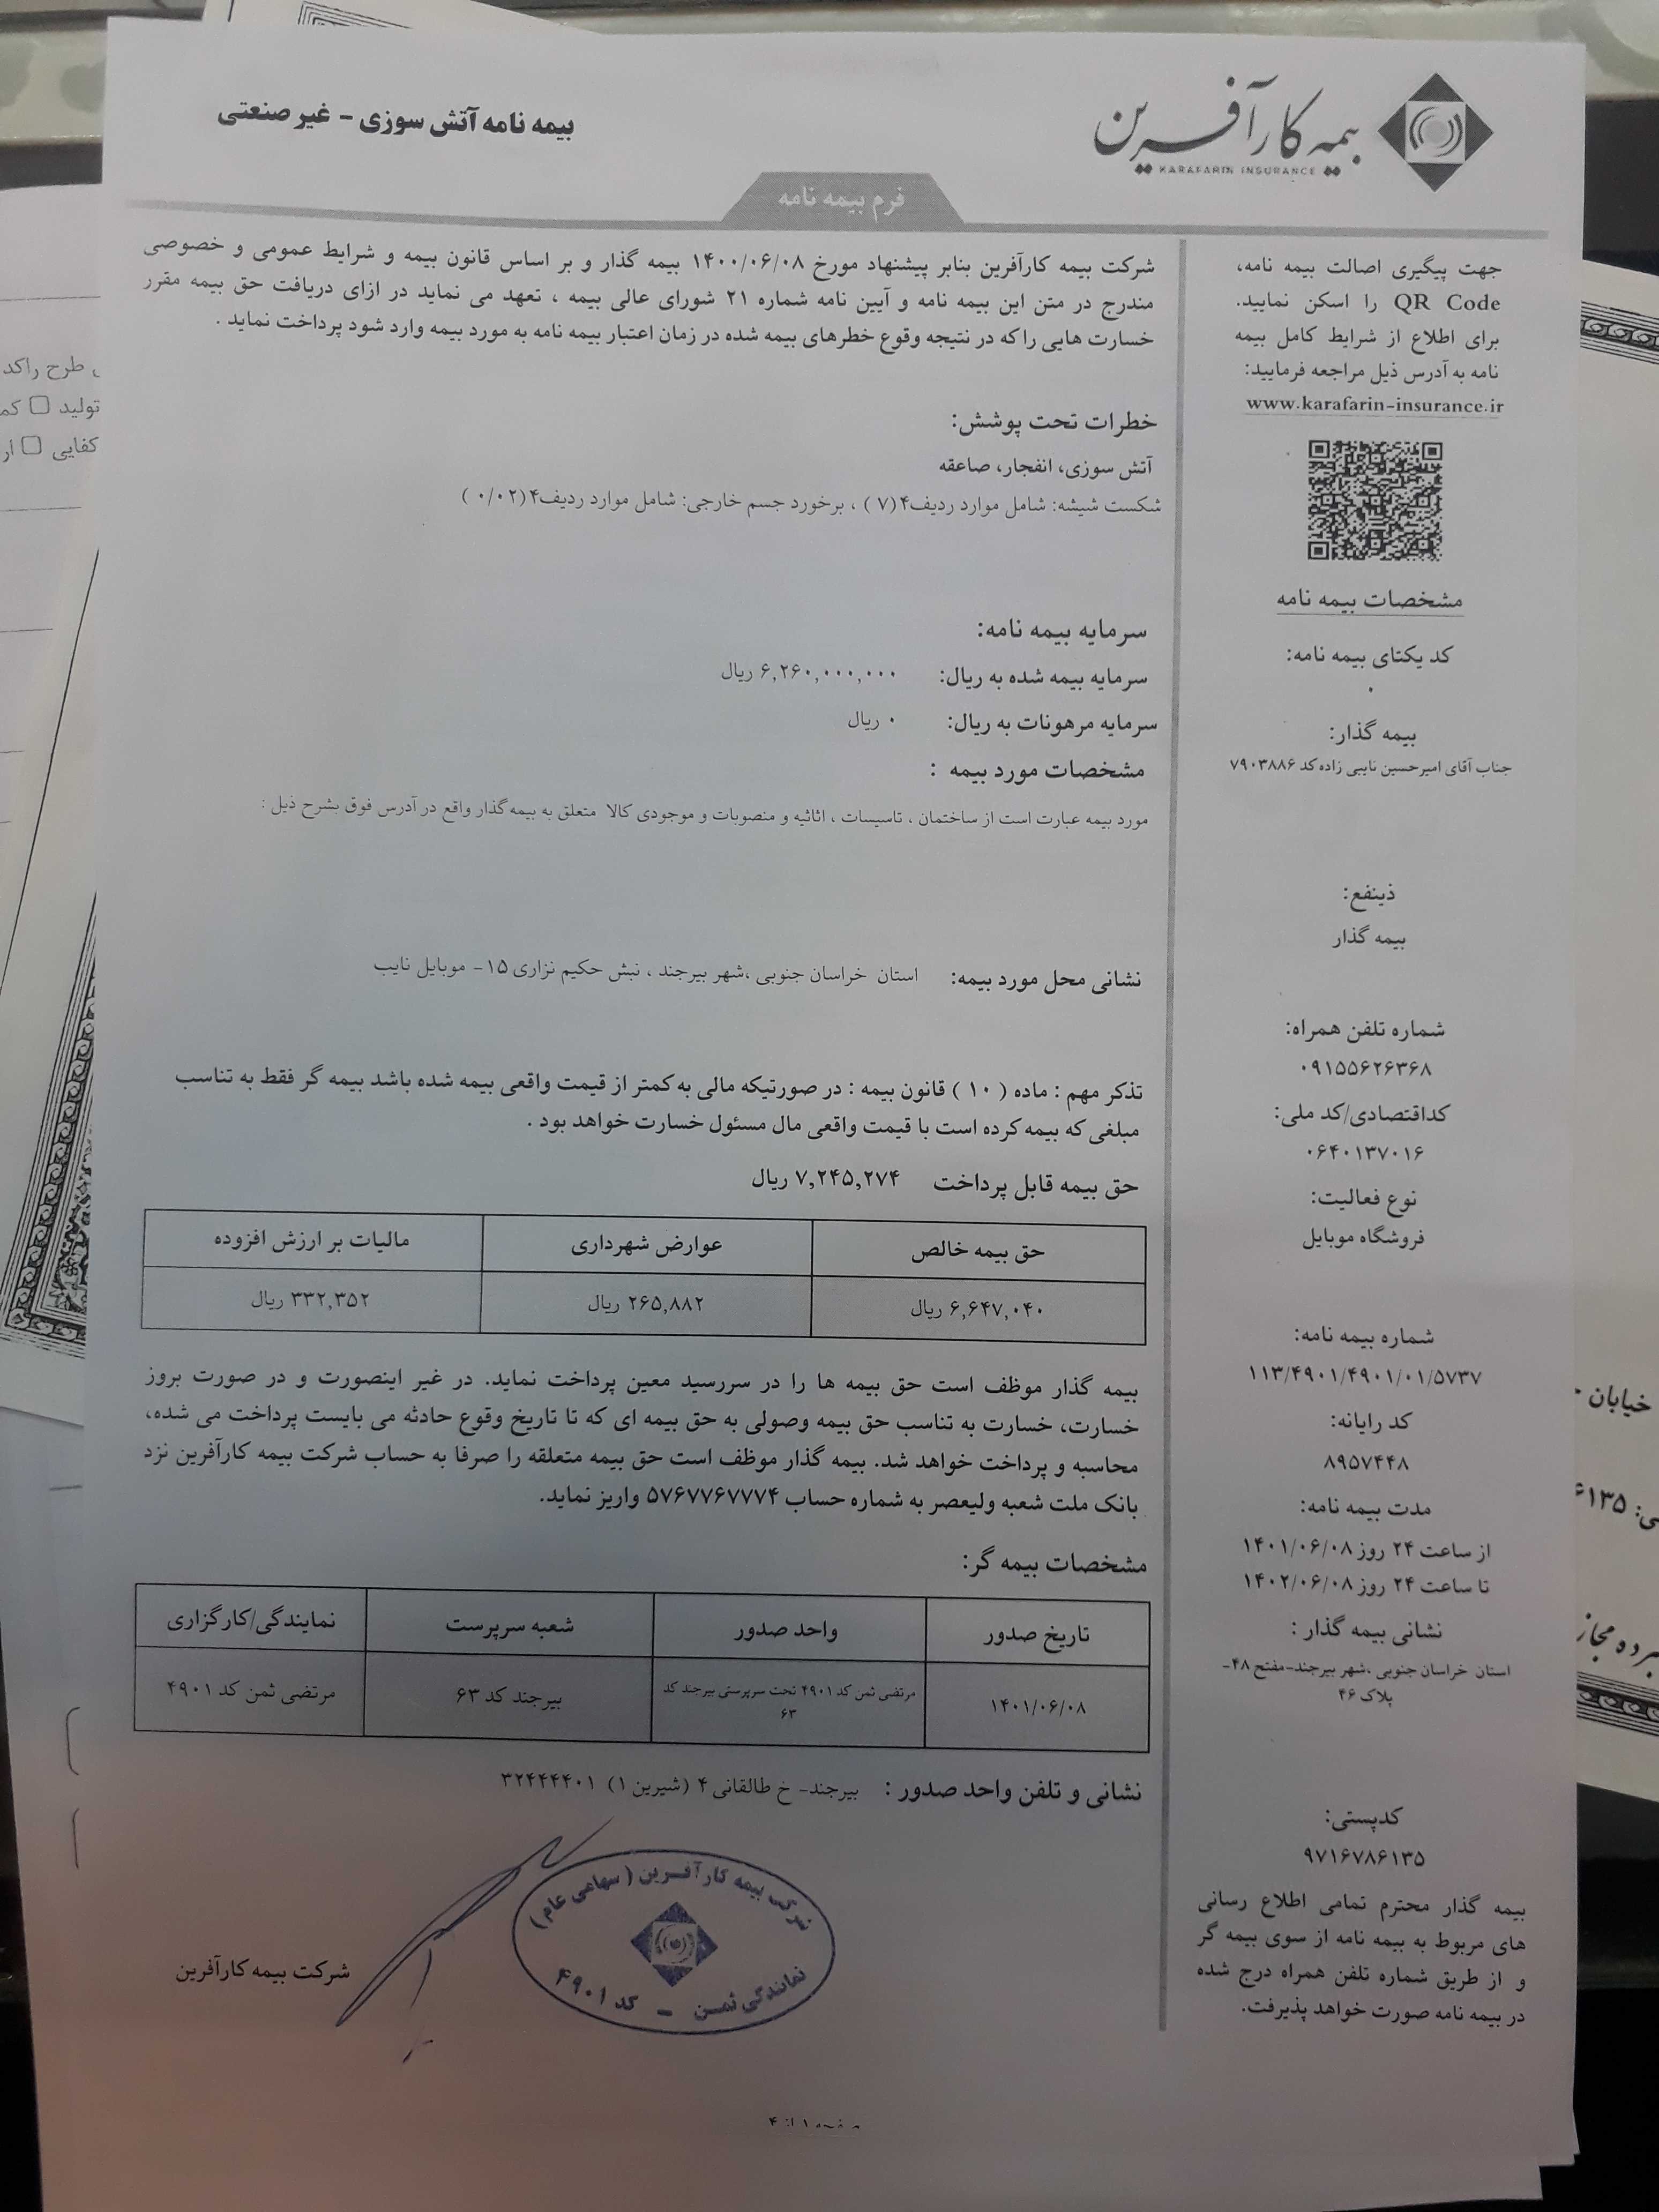 بیمه کارآفرین
KARAFARIN INSURANCE
بیمه نامه آتش سوزی - غیر صنعتی
فرم بیمه نامه
جهت پیگیری اصالت بیمه نامه،
QR Code را اسکن نمایید.
برای اطلاع از شرایط کامل بیمه
نامه به آدرس ذیل مراجعه فرمایید:
www.karafarin-insurance.ir
مشخصات بیمه نامه
کد یکتای بیمه نامه:
۰
بیمه گذار:
جناب آقای امیرحسین نایبی زاده کد ۷۹۰۳۸۸۶
ذینفع:
بیمه گذار
شماره تلفن همراه:
۰۹۱۵۵۶۲۶۳۶۸
کداقتصادی/کد ملی:
۰۶۴۰۱۳۷۰۱۶
نوع فعالیت:
فروشگاه موبایل
شماره بیمه نامه:
۱۱۳/۴۹۰۱/۴۹۰۱/۰۱/۵۷۳۷
کد رایانه:
۸۹۵۷۴۴۸
مدت بیمه نامه:
از ساعت ۲۴ روز ۱۴۰۱/۰۶/۰۸
تا ساعت ۲۴ روز ۱۴۰۲/۰۶/۰۸
نشانی بیمه گذار :
استان خراسان جنوبی ،شهر بیرجند-مفتح ۴۸-
پلاک ۴۶
کدپستی:
۹۷۱۶۷۸۶۱۳۵
بیمه گذار محترم تمامی اطلاع رسانی
های مربوط به بیمه نامه از سوی بیمه گر
و از طریق شماره تلفن همراه درج شده
در بیمه نامه صورت خواهد پذیرفت.
شرکت بیمه کارآفرین بنابر پیشنهاد مورخ ۱۴۰۰/۰۶/۰۸ بیمه گذار و بر اساس قانون بیمه و شرایط عمومی و خصوصی
مندرج در متن این بیمه نامه و آیین نامه شماره ۲۱ شورای عالی بیمه ، تعهد می نماید در ازای دریافت حق بیمه مقرر
خسارت هایی را که در نتیجه وقوع خطرهای بیمه شده در زمان اعتبار بیمه نامه به مورد بیمه وارد شود پرداخت نماید .
خطرات تحت پوشش:
آتش سوزی، انفجار، صاعقه
شکست شیشه: شامل موارد ردیف۴(۷ ) ، برخورد جسم خارجی: شامل موارد ردیف۴(۰/۰۲ )
سرمایه بیمه نامه:
سرمایه بیمه شده به ریال: ۶,۲۶۰,۰۰۰,۰۰۰ ریال
سرمایه مرهونات به ریال: ۰ ریال
مشخصات مورد بیمه :
مورد بیمه عبارت است از ساختمان ، تاسیسات ، اثاثیه و منصوبات و موجودی کالا متعلق به بیمه گذار واقع در آدرس فوق بشرح ذیل :
نشانی محل مورد بیمه: استان خراسان جنوبی ،شهر بیرجند ، نبش حکیم نزاری ۱۵- موبایل نایب
تذکر مهم : ماده ( ۱۰ ) قانون بیمه : در صورتیکه مالی به کمتر از قیمت واقعی بیمه شده باشد بیمه گر فقط به تناسب
مبلغی که بیمه کرده است با قیمت واقعی مال مسئول خسارت خواهد بود .
حق بیمه قابل پرداخت ۷,۲۴۵,۲۷۴ ریال
حق بیمه خالص عوارض شهرداری مالیات بر ارزش افزوده
۶,۶۴۷,۰۴۰ ریال ۲۶۵,۸۸۲ ریال ۳۳۲,۳۵۲ ریال
بیمه گذار موظف است حق بیمه ها را در سررسید معین پرداخت نماید. در غیر اینصورت و در صورت بروز
خسارت، خسارت به تناسب حق بیمه وصولی به حق بیمه ای که تا تاریخ وقوع حادثه می بایست پرداخت می شده،
محاسبه و پرداخت خواهد شد. بیمه گذار موظف است حق بیمه متعلقه را صرفا به حساب شرکت بیمه کارآفرین نزد
بانک ملت شعبه ولیعصر به شماره حساب ۵۷۶۷۷۶۷۷۷۴ واریز نماید.
مشخصات بیمه گر:
تاریخ صدور واحد صدور شعبه سرپرست نمایندگی/کارگزاری
۱۴۰۱/۰۶/۰۸ مرتضی ثمن کد ۴۹۰۱ تحت سرپرستی بیرجند کد بیرجند کد ۶۳ مرتضی ثمن کد ۴۹۰۱
۶۳
نشانی و تلفن واحد صدور : بیرجند- خ طالقانی ۴ (شیرین ۱) ۳۲۴۴۴۴۰۱
شرکت بیمه کارآفرین (سهامی عام)
نمایندگی ثمن - کد ۴۹۰۱
شرکت بیمه کارآفرین
صفحه ۱ از ۴
طرح راکد
تولید
کفایی
خیابان
۶۱۳۵